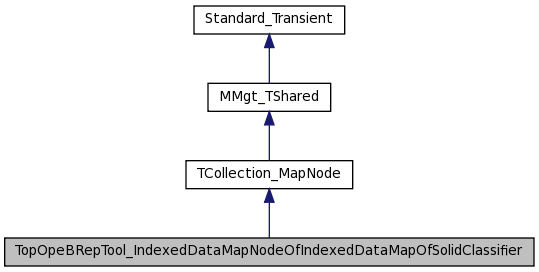 Standard_Transient
MMgt_TShared
TCollection_MapNode
TopOpeBRepTool_IndexedDataMapNodeOfIndexedDataMapOfSolidClassifier